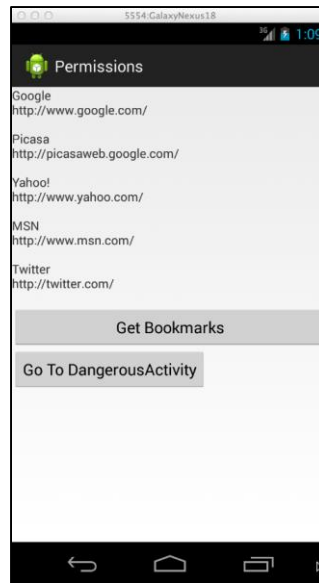 5554:GalaxyNexus18
3G 1:09
Permissions
Google
http://www.google.com/
Picasa
http://picasaweb.google.com/
Yahoo!
http://www.yahoo.com/
MSN
http://www.msn.com/
Twitter
http://twitter.com/
Get Bookmarks
Go To DangerousActivity